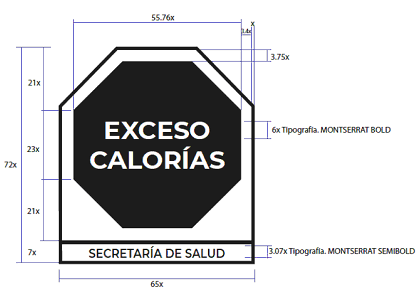 55.76x
x
3.4x
3.75x
21x
EXCESO
6x Tipografía. MONTSERRAT BOLD
23x
CALORÍAS
72x
21x
7x
SECRETARÍA DE SALUD
3.07x Tipografía. MONTSERRAT SEMIBOLD
65x